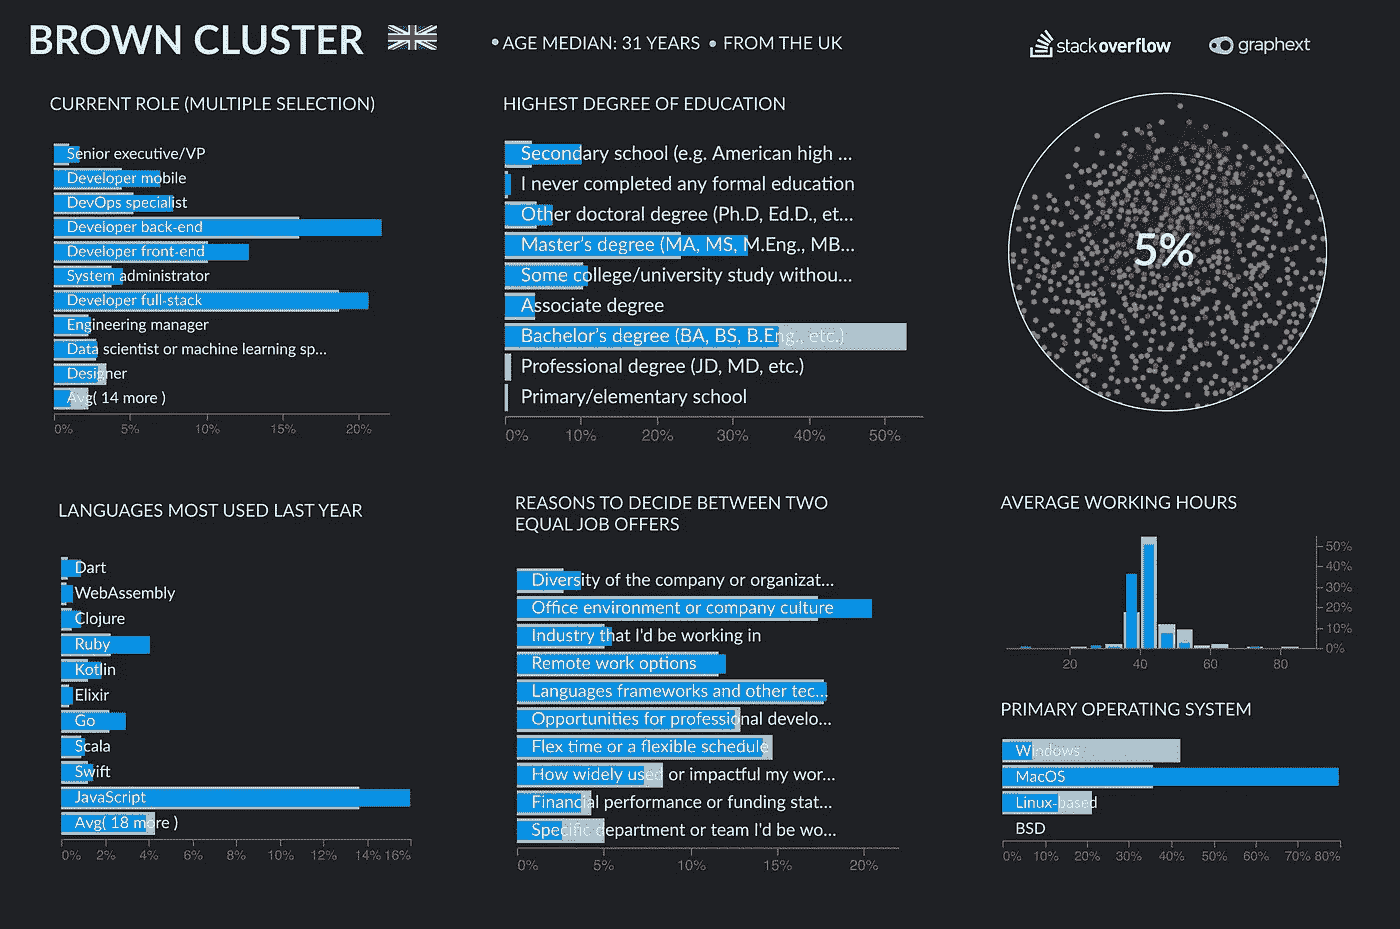 BROWN CLUSTER
• AGE MEDIAN: 31 YEARS • FROM THE UK
stackoverflow
graphext
CURRENT ROLE (MULTIPLE SELECTION)
Senior executive/VP
Developer mobile
DevOps specialist
Developer back-end
Developer front-end
System administrator
Developer full-stack
Engineering manager
Data scientist or machine learning sp...
Designer
Avg( 14 more )
0% 5% 10% 15% 20%
HIGHEST DEGREE OF EDUCATION
Secondary school (e.g. American high ...
I never completed any formal education
Other doctoral degree (Ph.D, Ed.D., et...
Master's degree (MA, MS, M.Eng., MB...
Some college/university study withou...
Associate degree
Bachelor's degree (BA, BS, B.Eng., etc.)
Professional degree (JD, MD, etc.)
Primary/elementary school
0% 10% 20% 30% 40% 50%
5%
LANGUAGES MOST USED LAST YEAR
Dart
WebAssembly
Clojure
Ruby
Kotlin
Elixir
Go
Scala
Swift
JavaScript
Avg( 18 more )
0% 2% 4% 6% 8% 10% 12% 14% 16%
REASONS TO DECIDE BETWEEN TWO
EQUAL JOB OFFERS
Diversity of the company or organizat...
Office environment or company culture
Industry that I'd be working in
Remote work options
Languages frameworks and other tec...
Opportunities for professional develo...
Flex time or a flexible schedule
How widely used or impactful my wor...
Financial performance or funding stat...
Specific department or team I'd be wo...
0% 5% 10% 15% 20%
AVERAGE WORKING HOURS
50%
40%
30%
20%
10%
0%
20 40 60 80
PRIMARY OPERATING SYSTEM
Windows
MacOS
Linux-based
BSD
0% 10% 20% 30% 40% 50% 60% 70% 80%